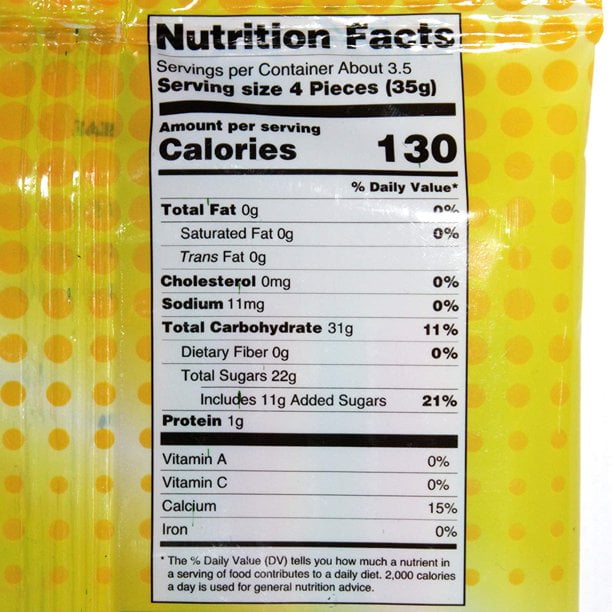 Nutrition Facts
Servings per Container About 3.5
Serving size 4 Pieces (35g)
Amount per serving
Calories 130
% Daily Value*
Total Fat 0g 0%
Saturated Fat 0g 0%
Trans Fat 0g
Cholesterol 0mg 0%
Sodium 11mg 0%
Total Carbohydrate 31g 11%
Dietary Fiber 0g 0%
Total Sugars 22g
Includes 11g Added Sugars 21%
Protein 1g
Vitamin A 0%
Vitamin C 0%
Calcium 15%
Iron 0%
* The % Daily Value (DV) tells you how much a nutrient in
a serving of food contributes to a daily diet. 2,000 calories
a day is used for general nutrition advice.